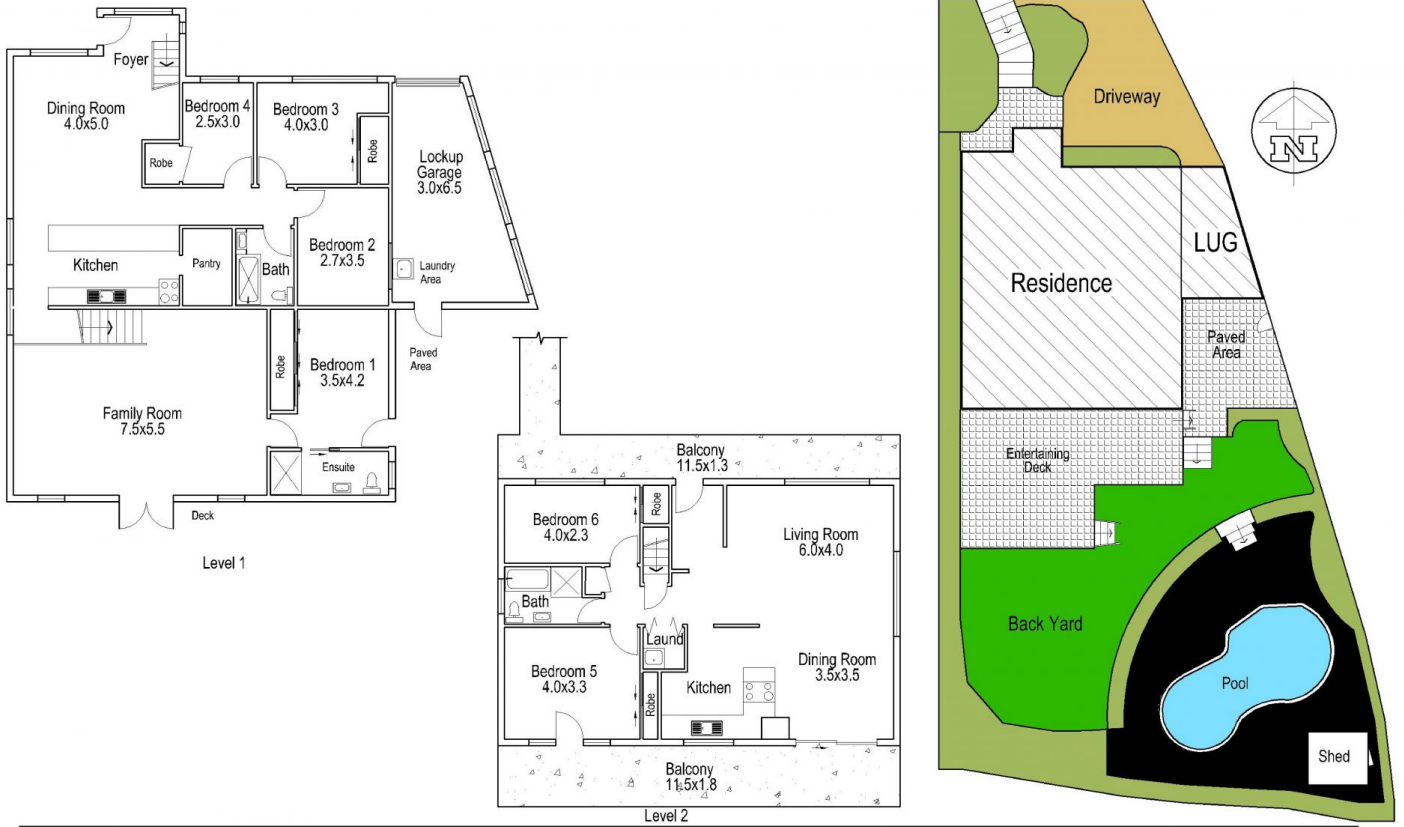 Foyer
Dining Room
4.0x5.0
Bedroom 4
2.5x3.0
Bedroom 3
4.0x3.0
Robe
Robe
Lockup
Garage
3.0x6.5
Bedroom 2
2.7x3.5
Kitchen
Pantry
Bath
Laundry
Area
Robe
Bedroom 1
3.5x4.2
Paved
Area
Family Room
7.5x5.5
Ensuite
Deck
Level 1
Balcony
11.5x1.3
Bedroom 6
4.0x2.3
Robe
Living Room
6.0x4.0
Bath
Laund
Bedroom 5
4.0x3.3
Robe
Kitchen
Dining Room
3.5x3.5
Balcony
11.5x1.8
Level 2
Driveway
N
LUG
Residence
Paved
Area
Entertaining
Deck
Back Yard
Pool
Shed